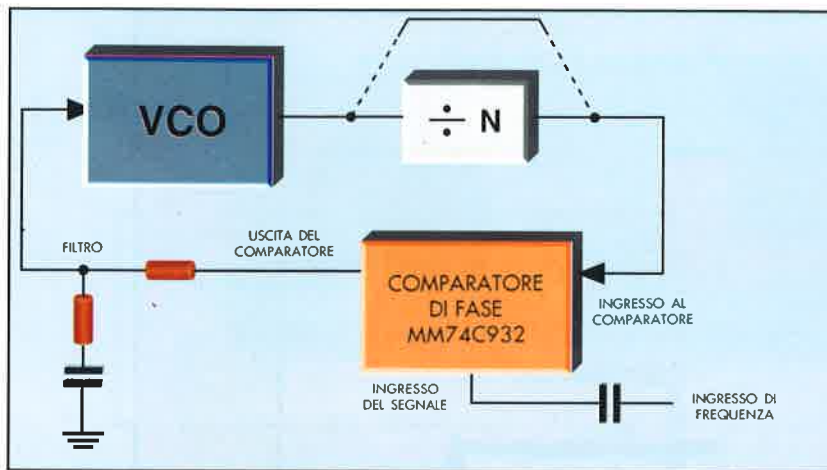 VCO
÷ N
USCITA DEL
COMPARATORE
FILTRO
COMPARATORE
DI FASE
MM74C932
INGRESSO AL
COMPARATORE
INGRESSO
DEL SEGNALE
INGRESSO DI
FREQUENZA